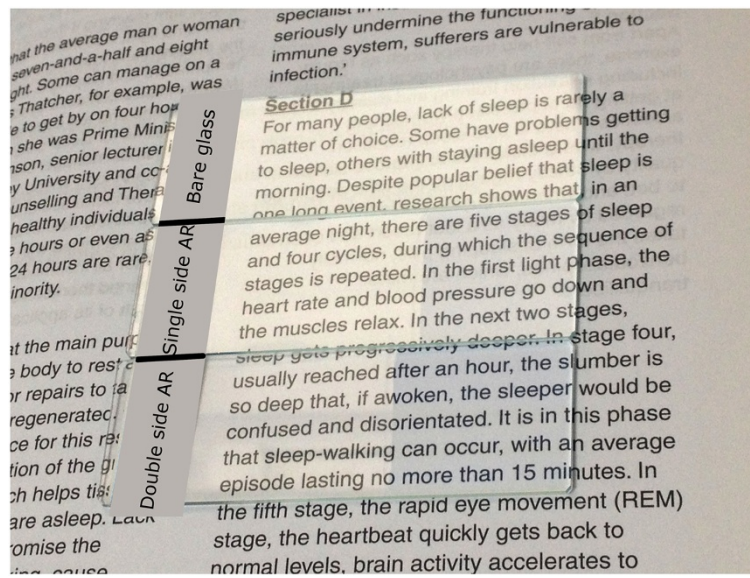 hat the average man or woman
seven-and-a-half and eight
ght. Some can manage on a
Thatcher, for example, was
e to get by on four hou
she was Prime Minis
nson, senior lecturer i
y University and co-
unselling and Thera
healthy individuals
e hours or even as
24 hours are rare,
inority.
at the main purp
e body to rest a
or repairs to ta
regenerated.
ce for this res
tion of the gr
ch helps tiss
are asleep. Lack
omise the
cause
Bare glass
Single side AR
Double side AR
specialist in
seriously undermine the functioning
immune system, sufferers are vulnerable to
infection.'
Section D
For many people, lack of sleep is rarely a
matter of choice. Some have problems getting
to sleep, others with staying asleep until the
morning. Despite popular belief that sleep is
one long event, research shows that, in an
average night, there are five stages of sleep
and four cycles, during which the sequence of
stages is repeated. In the first light phase, the
heart rate and blood pressure go down and
the muscles relax. In the next two stages,
sleep gets progressively deeper. In stage four,
usually reached after an hour, the slumber is
so deep that, if awoken, the sleeper would be
confused and disorientated. It is in this phase
that sleep-walking can occur, with an average
episode lasting no more than 15 minutes. In
the fifth stage, the rapid eye movement (REM)
stage, the heartbeat quickly gets back to
normal levels, brain activity accelerates to